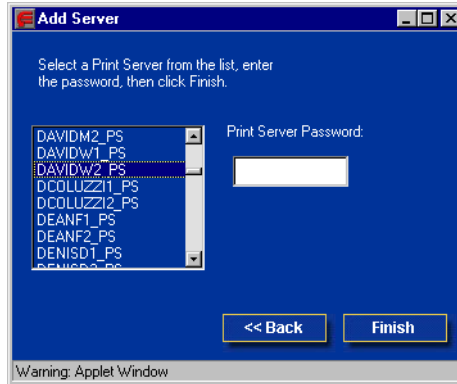 Add Server
Select a Print Server from the list, enter
the password, then click Finish.
DAVIDM2_PS
DAVIDW1_PS
DAVIDW2_PS
DCOLUZZI1_PS
DCOLUZZI2_PS
DEANF1_PS
DEANF2_PS
DENISD1_PS
Print Server Password:
<< Back
Finish
Warning: Applet Window